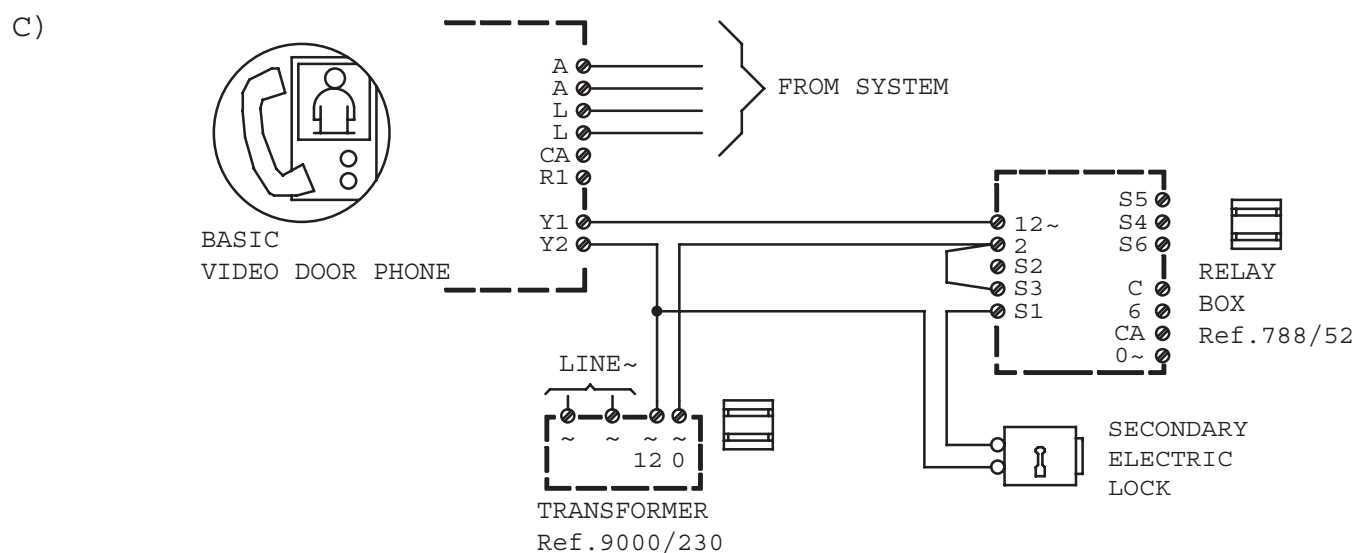 C)
A
A
L
L
CA
R1
Y1
Y2
FROM SYSTEM
BASIC
VIDEO DOOR PHONE
12~
2
S2
S3
S1
S5
S4
S6
C
6
CA
0~
RELAY
BOX
Ref.788/52
LINE~
~ ~ ~ ~
12 0
TRANSFORMER
Ref.9000/230
SECONDARY
ELECTRIC
LOCK